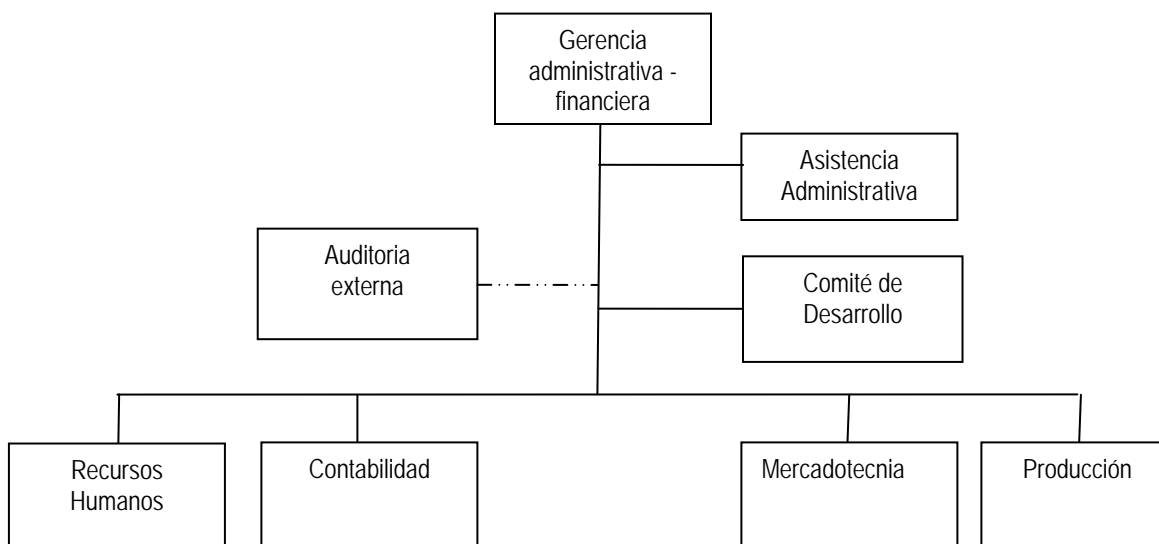 Gerencia
administrativa -
financiera
Asistencia
Administrativa
Auditoria
externa
Comité de
Desarrollo
Recursos
Humanos
Contabilidad
Mercadotecnia
Producción